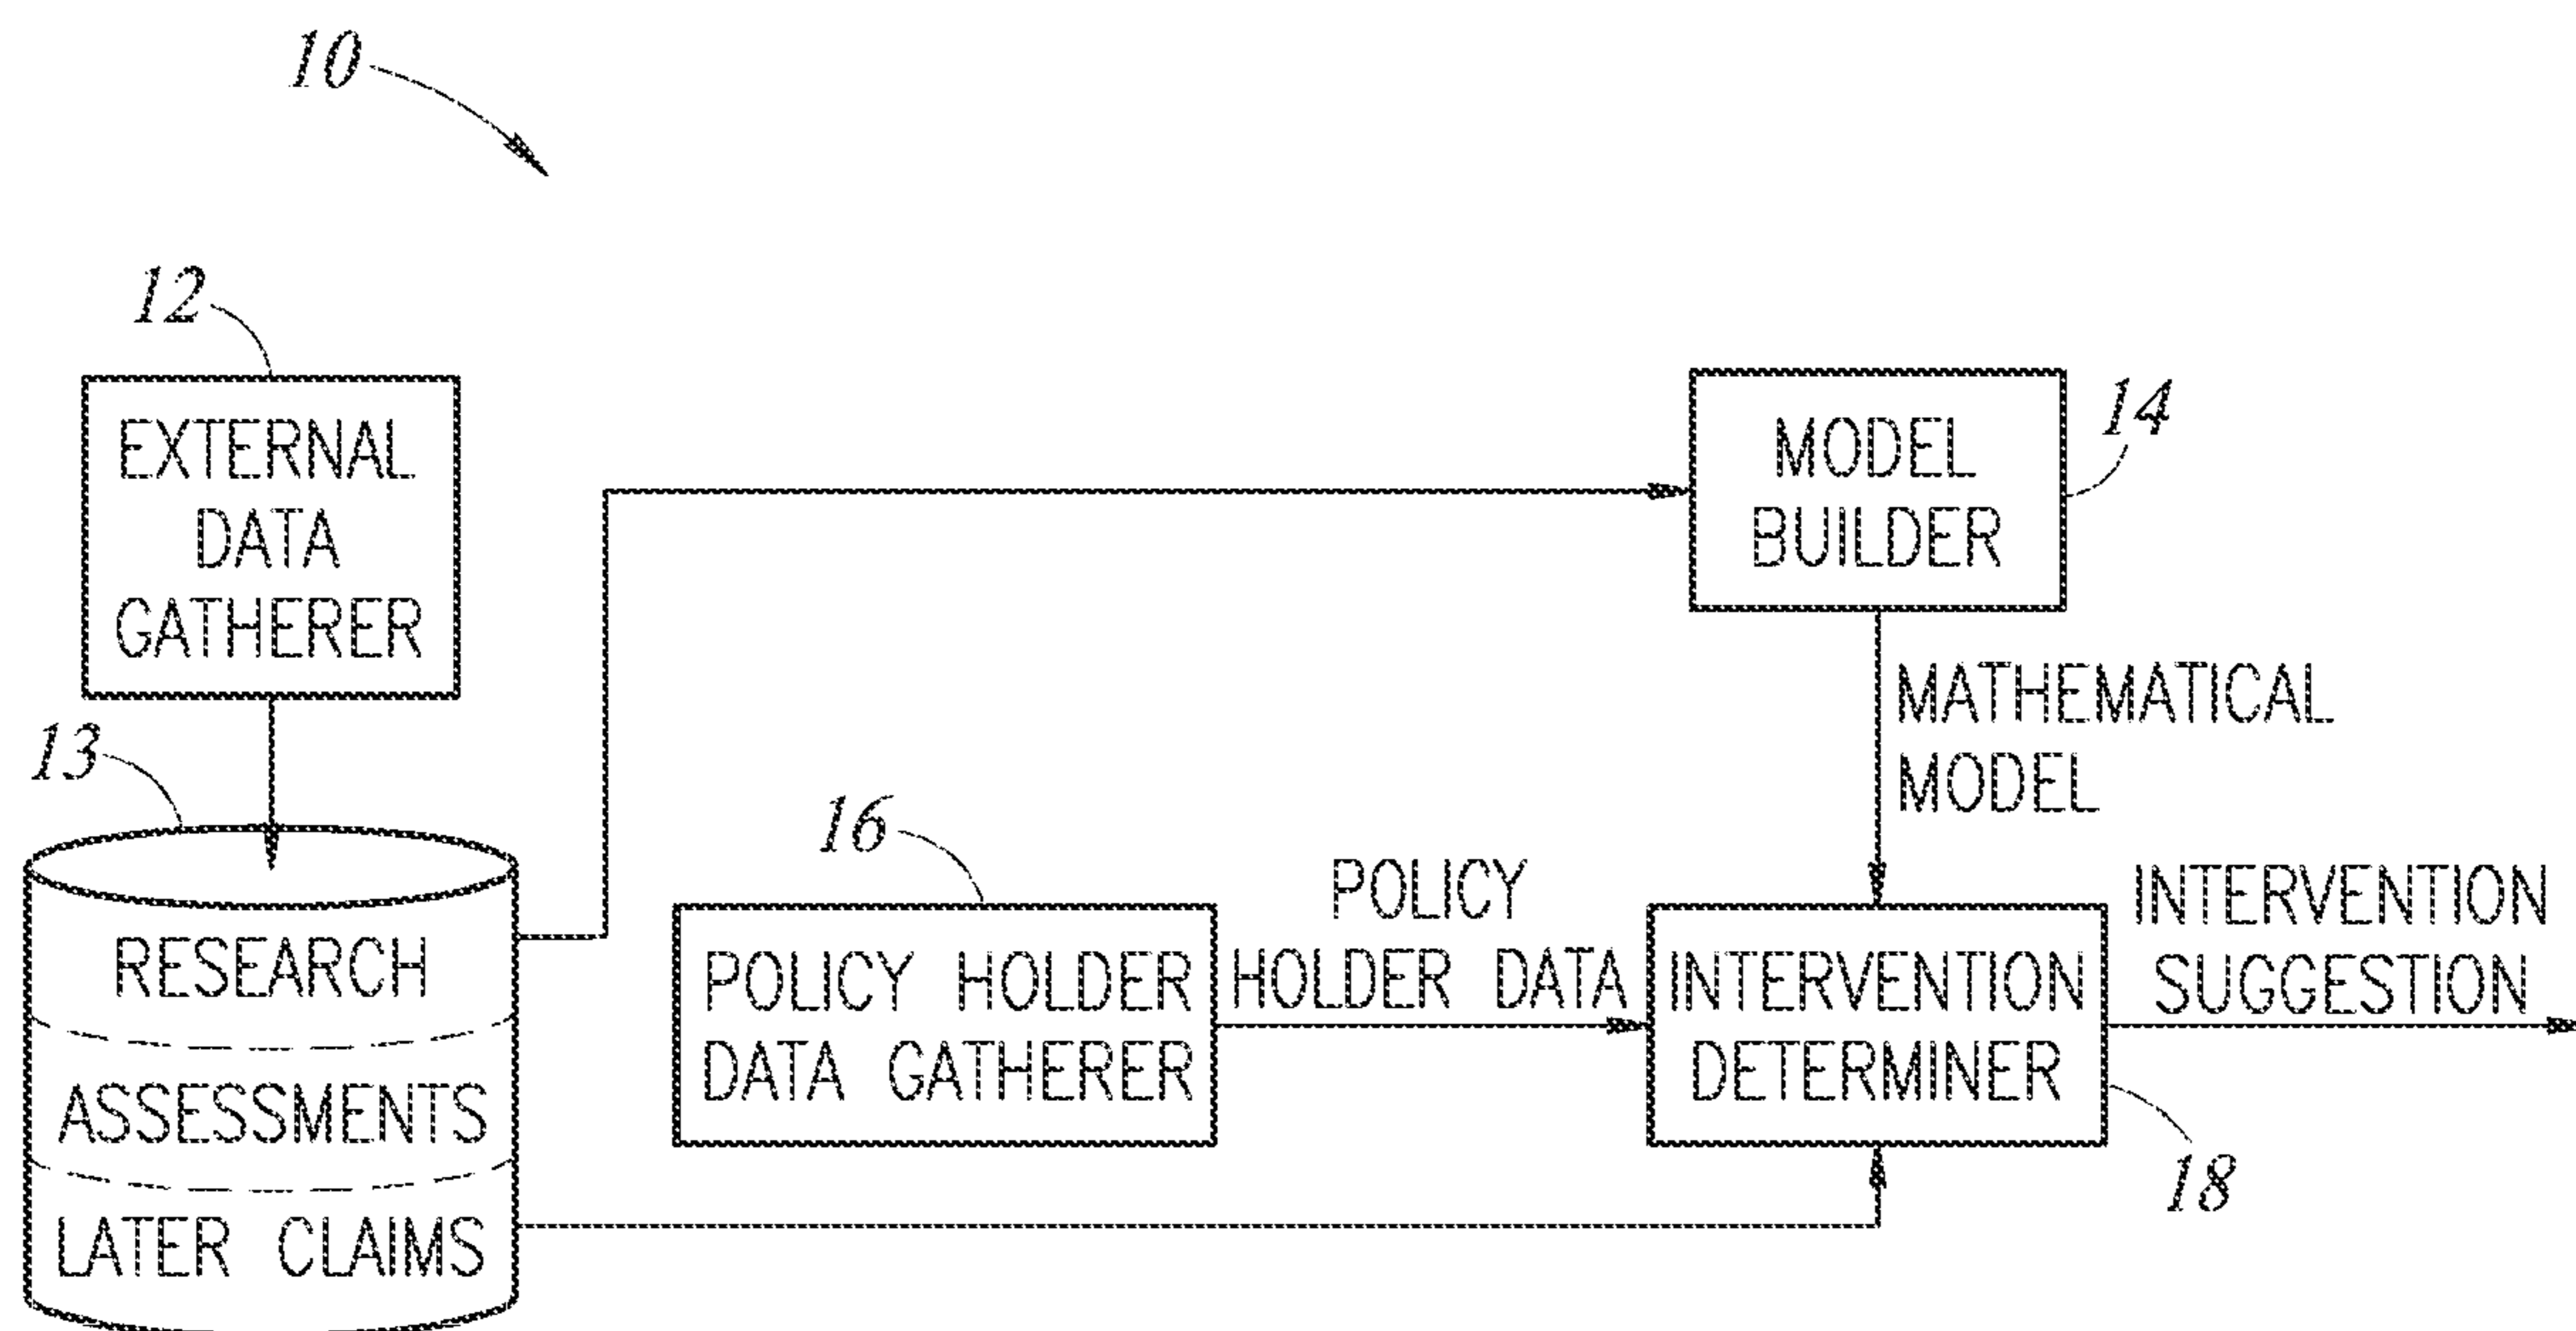 10
12
EXTERNAL
DATA
GATHERER
14
MODEL
BUILDER
MATHEMATICAL
MODEL
13
RESEARCH
ASSESSMENTS
LATER CLAIMS
16
POLICY HOLDER
DATA GATHERER
POLICY
HOLDER DATA
INTERVENTION
DETERMINER
18
INTERVENTION
SUGGESTION